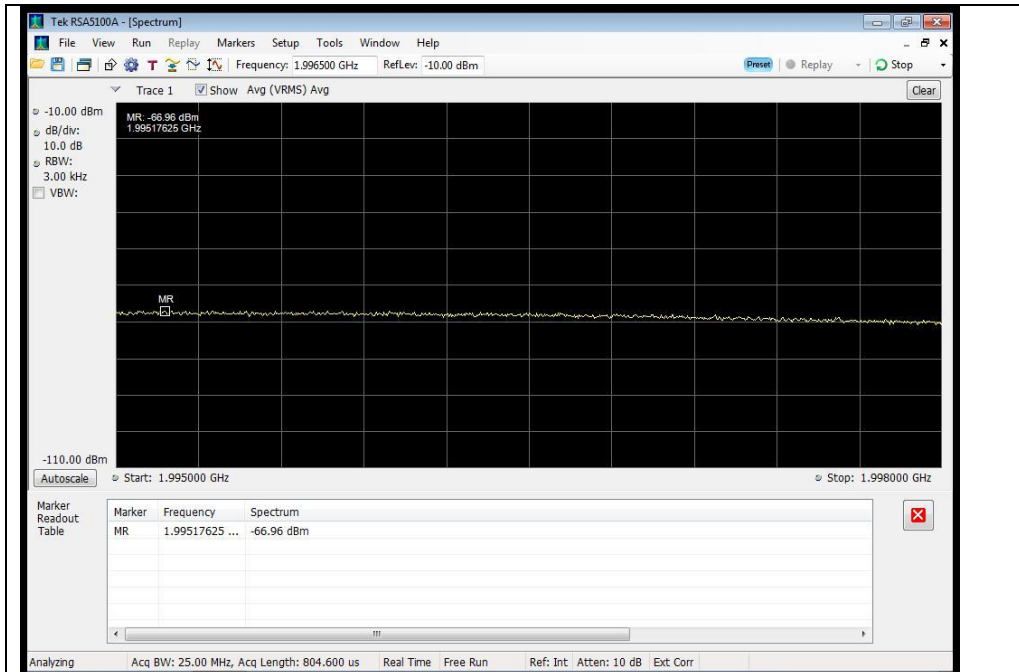 Tek RSA5100A - [Spectrum]
File View Run Replay Markers Setup Tools Window Help
T Frequency: 1.996500 GHz RefLev: -10.00 dBm Preset Replay Stop
Trace 1 Show Avg (VRMS) Avg Clear
-10.00 dBm
dB/div:
10.0 dB
RBW:
3.00 kHz
VBW:
MR: -66.96 dBm
1.99517625 GHz
MR
-110.00 dBm
Autoscale Start: 1.995000 GHz Stop: 1.998000 GHz
Marker
Readout
Table
Marker Frequency Spectrum
MR 1.99517625 ... -66.96 dBm
Analyzing Acq BW: 25.00 MHz, Acq Length: 804.600 us Real Time Free Run Ref: Int Atten: 10 dB Ext Corr